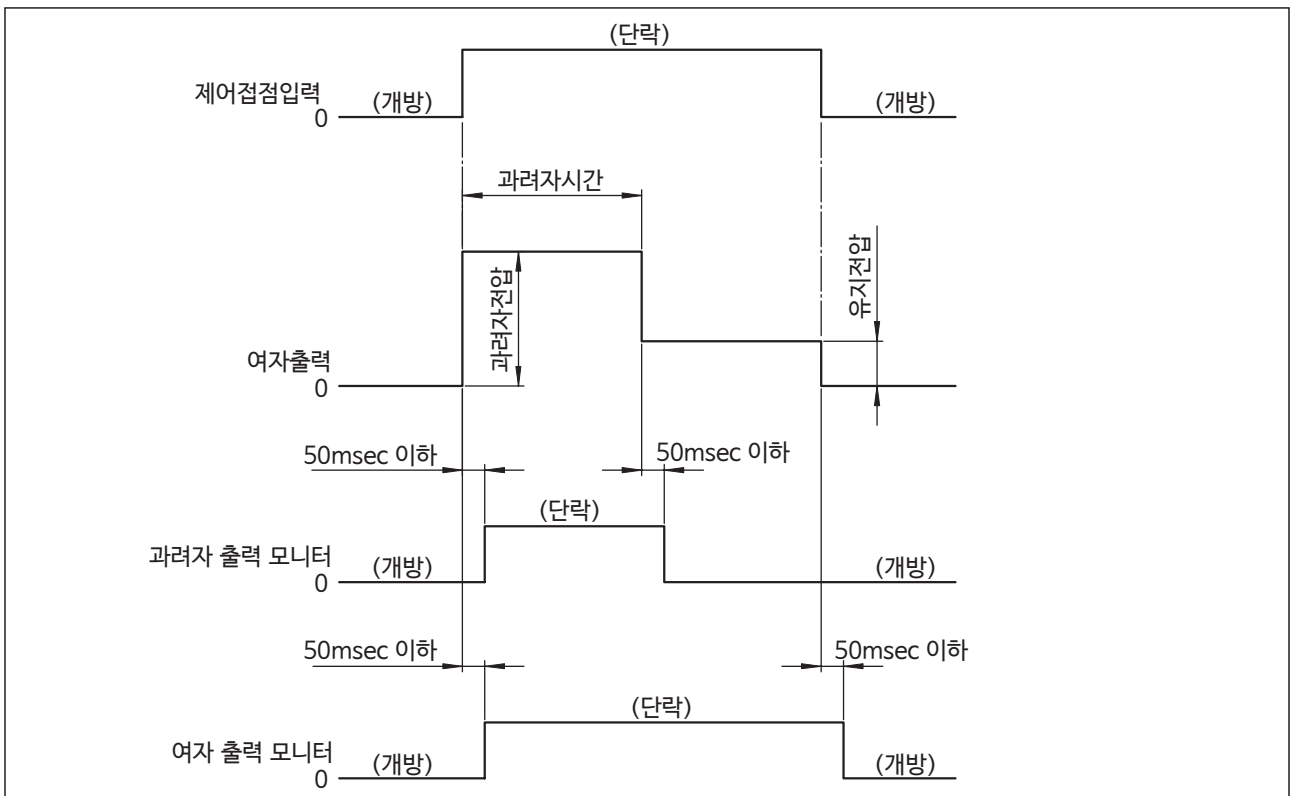 (단락)
제어접점입력
0
(개방)
(개방)
과려자시간
과려자전압
유지전압
여자출력
0
50msec 이하
50msec 이하
(단락)
과려자 출력 모니터
0
(개방)
(개방)
50msec 이하
50msec 이하
(단락)
여자 출력 모니터
0
(개방)
(개방)